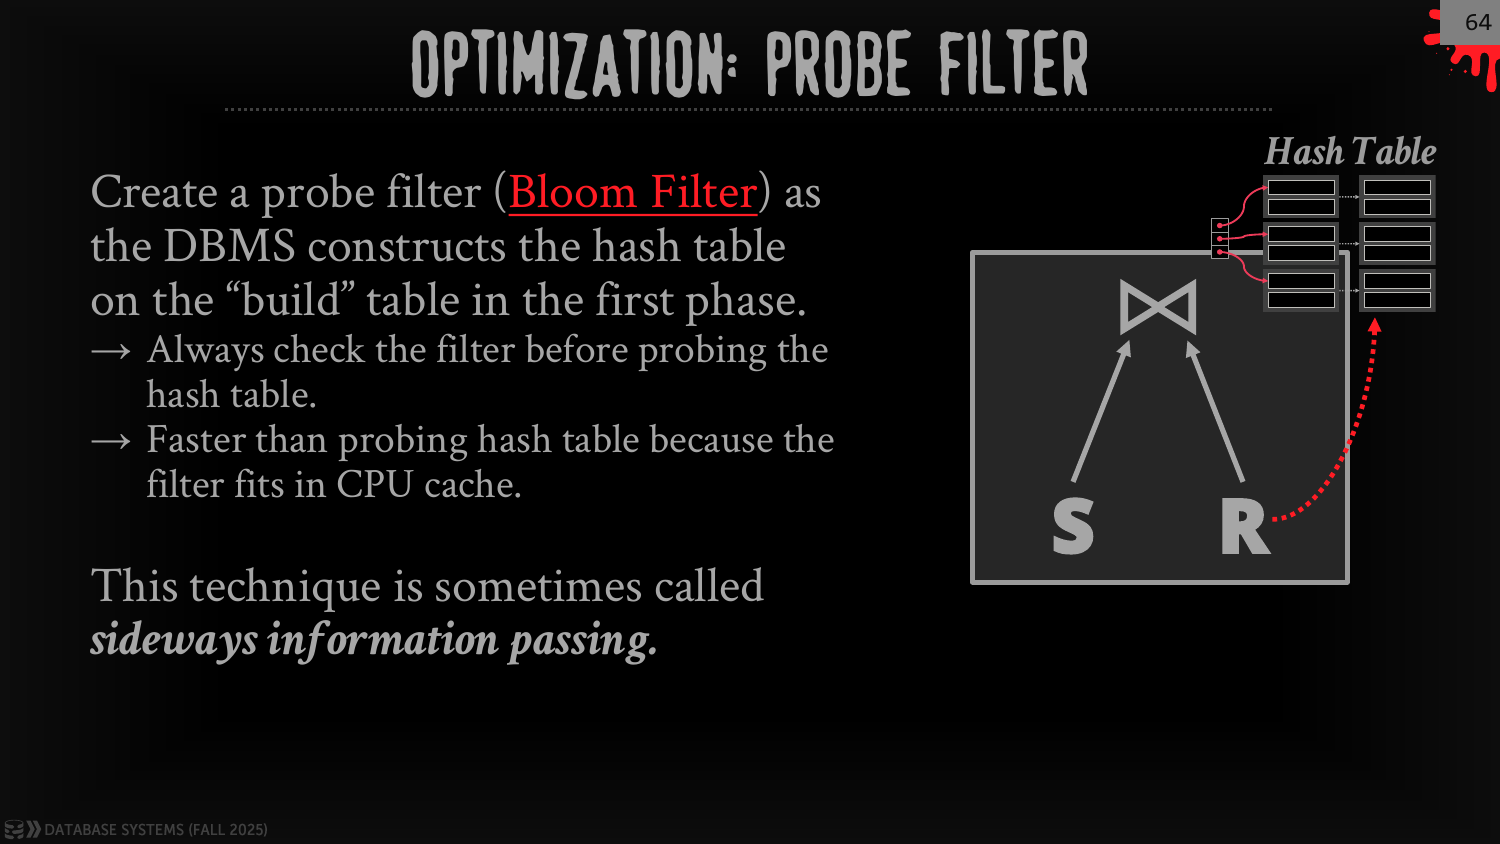 64
OPTIMIZATION: PROBE FILTER
Create a probe filter (Bloom Filter) as
the DBMS constructs the hash table
on the “build” table in the first phase.
→ Always check the filter before probing the
hash table.
→ Faster than probing hash table because the
filter fits in CPU cache.
This technique is sometimes called
sideways information passing.
Hash Table
S R
DATABASE SYSTEMS (FALL 2025)